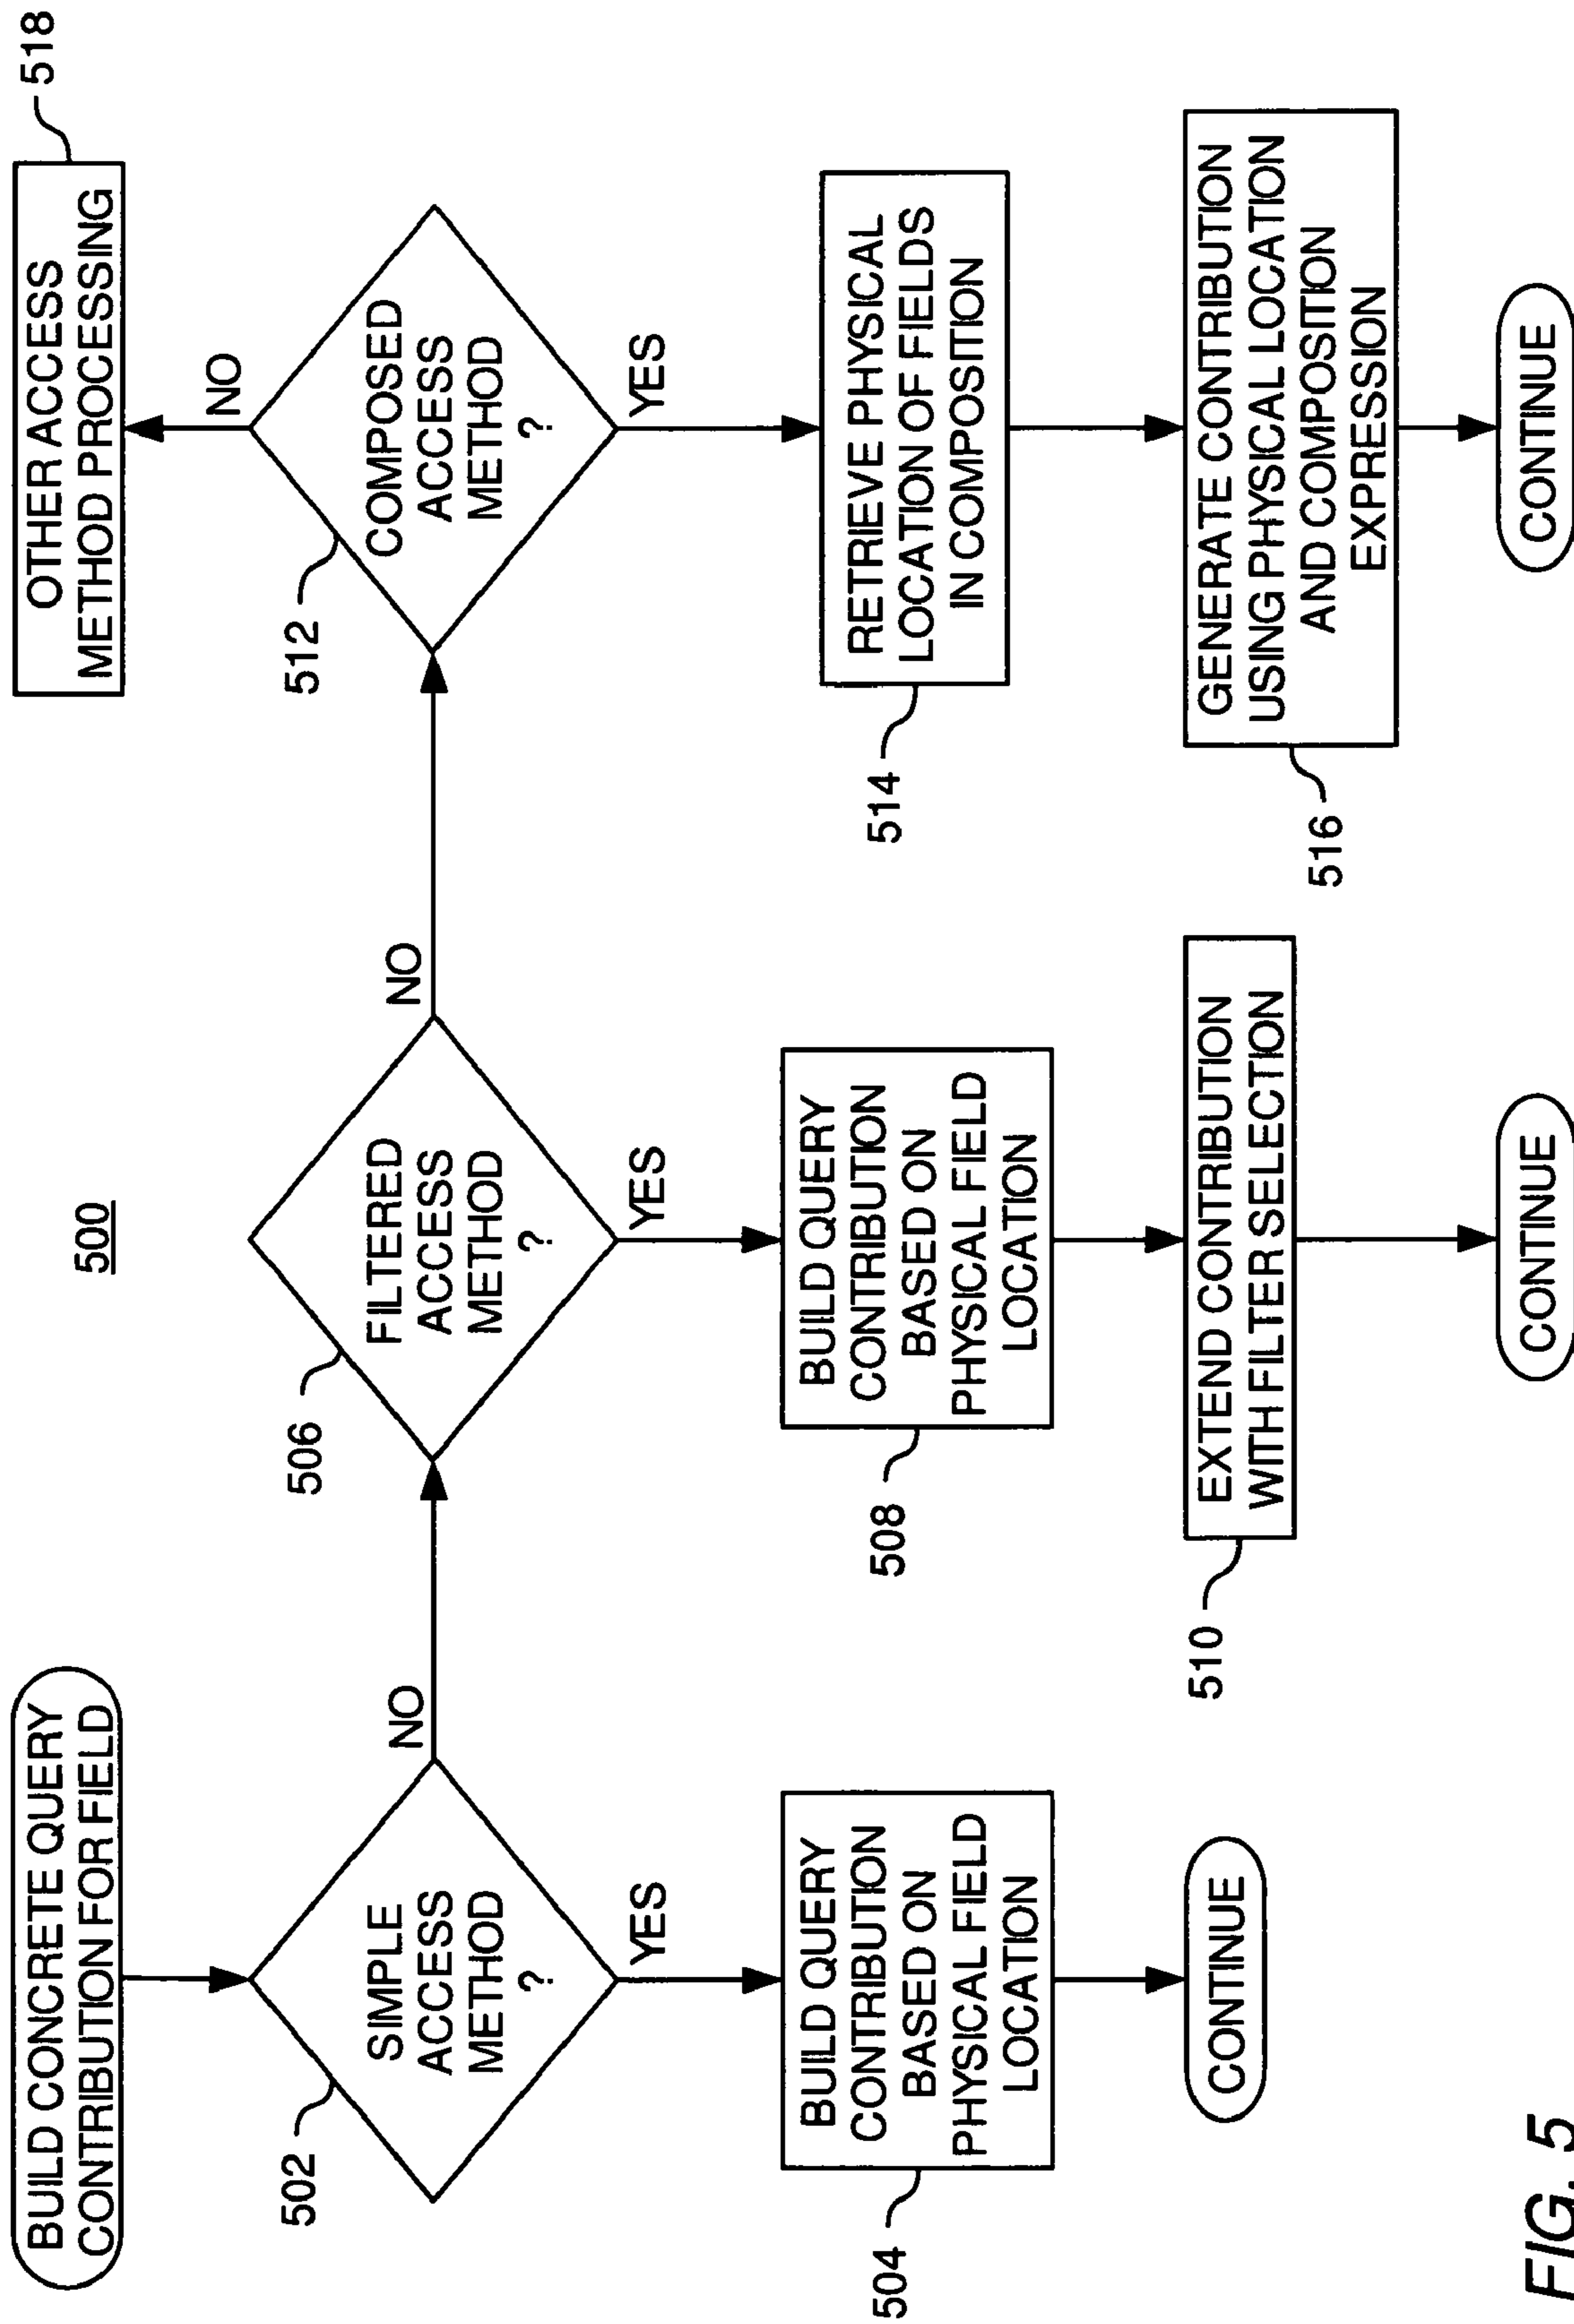 500
BUILD CONCRETE QUERY
CONTRIBUTION FOR FIELD
502
SIMPLE
ACCESS
METHOD
?
NO
YES
504
BUILD QUERY
CONTRIBUTION
BASED ON
PHYSICAL FIELD
LOCATION
CONTINUE
506
FILTERED
ACCESS
METHOD
?
NO
YES
508
BUILD QUERY
CONTRIBUTION
BASED ON
PHYSICAL FIELD
LOCATION
510
EXTEND CONTRIBUTION
WITH FILTER SELECTION
CONTINUE
512
COMPOSED
ACCESS
METHOD
?
NO
518
OTHER ACCESS
METHOD PROCESSING
YES
514
RETRIEVE PHYSICAL
LOCATION OF FIELDS
IN COMPOSITION
516
GENERATE CONTRIBUTION
USING PHYSICAL LOCATION
AND COMPOSITION
EXPRESSION
CONTINUE
FIG. 5